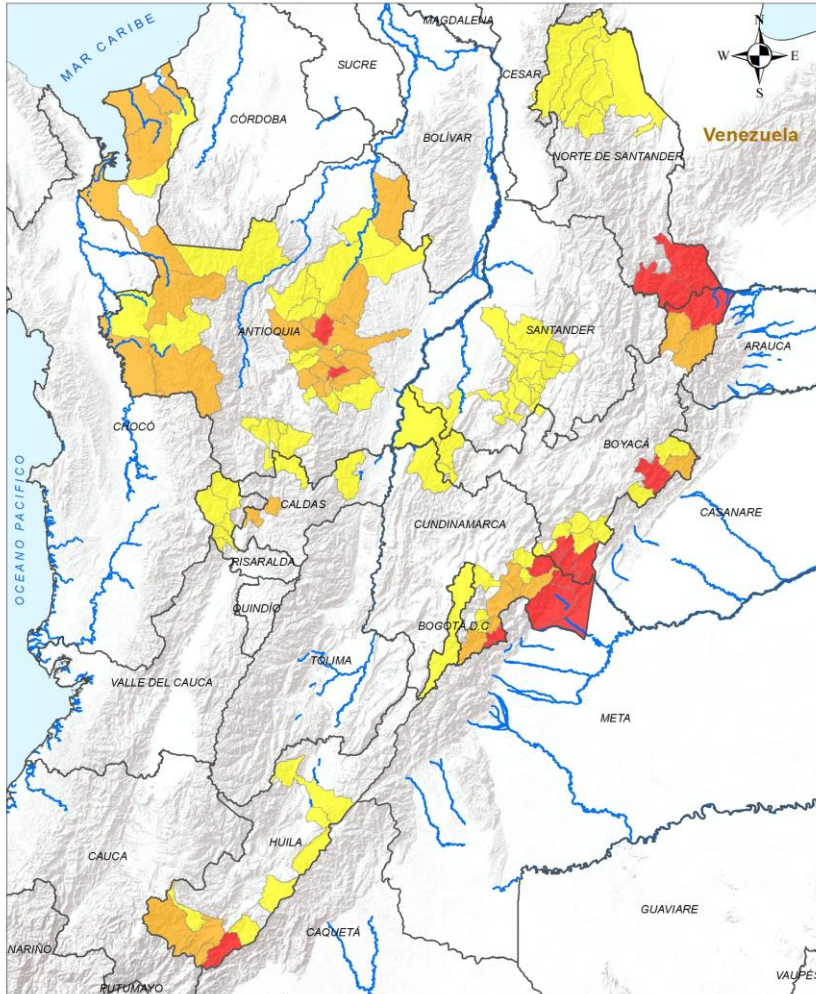 MAGDALENA
N
MAR CARIBE
SUCRE
W
E
CESAR
S
CÓRDOBA
BOLÍVAR
Venezuela
NORTE DE SANTANDER
ANTIOQUIA
SANTANDER
ARAUCA
CHOCÓ
BOYACÁ
OCEANO PACIFICO
CALDAS
CUNDINAMARCA
CASANARE
RISARALDA
QUINDÍO
BOGOTÁ, D.C
TOLIMA
VALLE DEL CAUCA
META
HUILA
CAUCA
GUAVIARE
CAQUETÁ
NARIÑO
PUTUMAYO
VAUPÉS